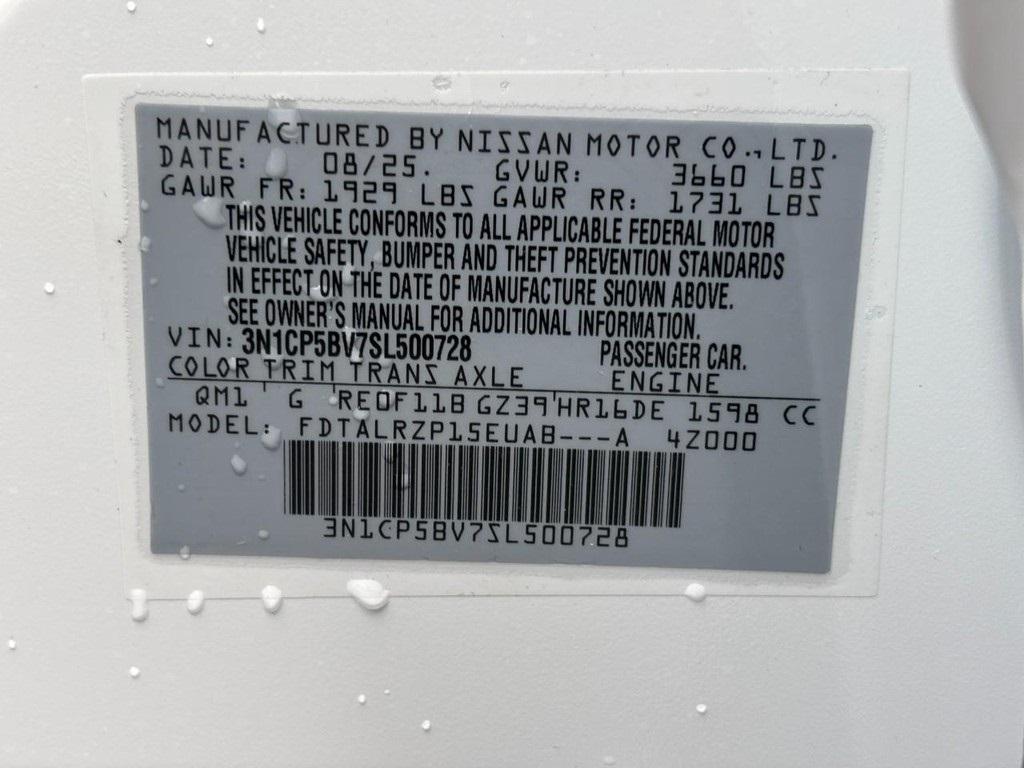 MANUFACTURED BY NISSAN MOTOR CO., LTD.
DATE: 08/25. GVWR: 3660 LBS
GAWR FR: 1929 LBS GAWR RR: 1731 LBS
THIS VEHICLE CONFORMS TO ALL APPLICABLE FEDERAL MOTOR
VEHICLE SAFETY, BUMPER AND THEFT PREVENTION STANDARDS
IN EFFECT ON THE DATE OF MANUFACTURE SHOWN ABOVE.
SEE OWNER'S MANUAL FOR ADDITIONAL INFORMATION.
VIN: 3N1CP5BV7SL500728 PASSENGER CAR.
COLOR TRIM TRANS AXLE ENGINE
QM1 G RE0F11B GZ39 HR16DE 1598 CC
MODEL: FDTALRZP15EUAB---A 4Z000
3N1CP5BV7SL500728